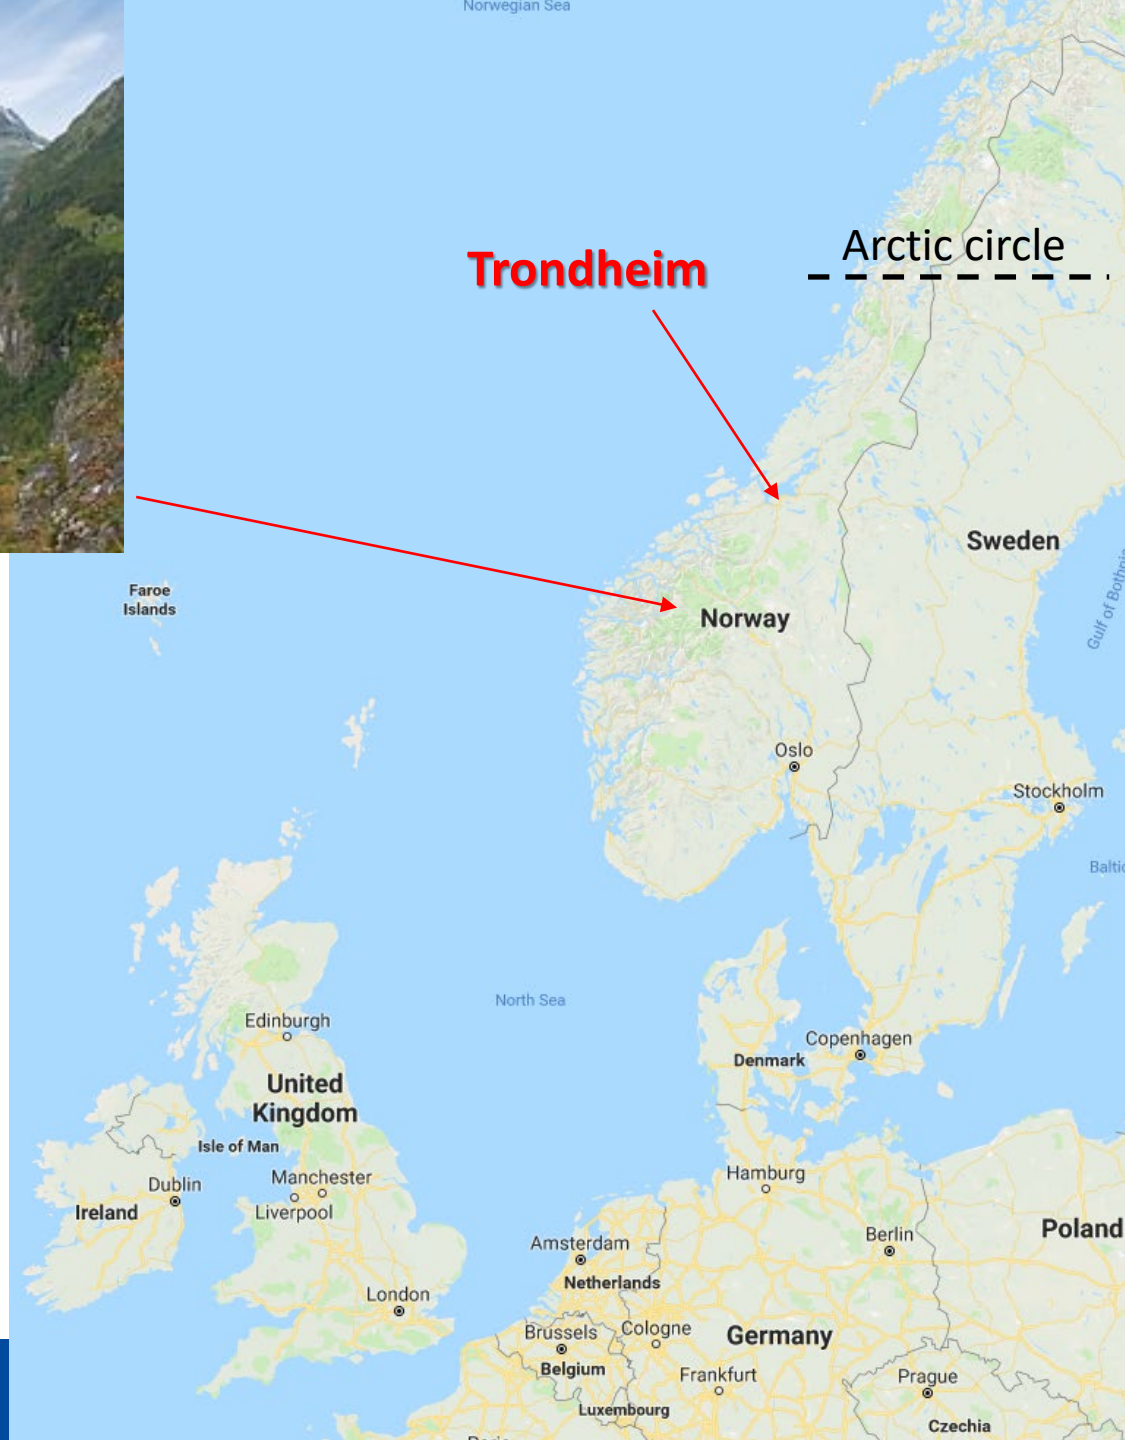 Norwegian Sea
Arctic circle
Trondheim
Sweden
Faroe
Islands
Norway
Oslo
Stockholm
North Sea
Edinburgh
Copenhagen
Denmark
United
Kingdom
Isle of Man
Hamburg
Manchester
Dublin
Liverpool
Ireland
Poland
Berlin
Amsterdam
Netherlands
London
Brussels
Cologne
Germany
Belgium
Frankfurt
Prague
Luxembourg
Czechia
Gulf of